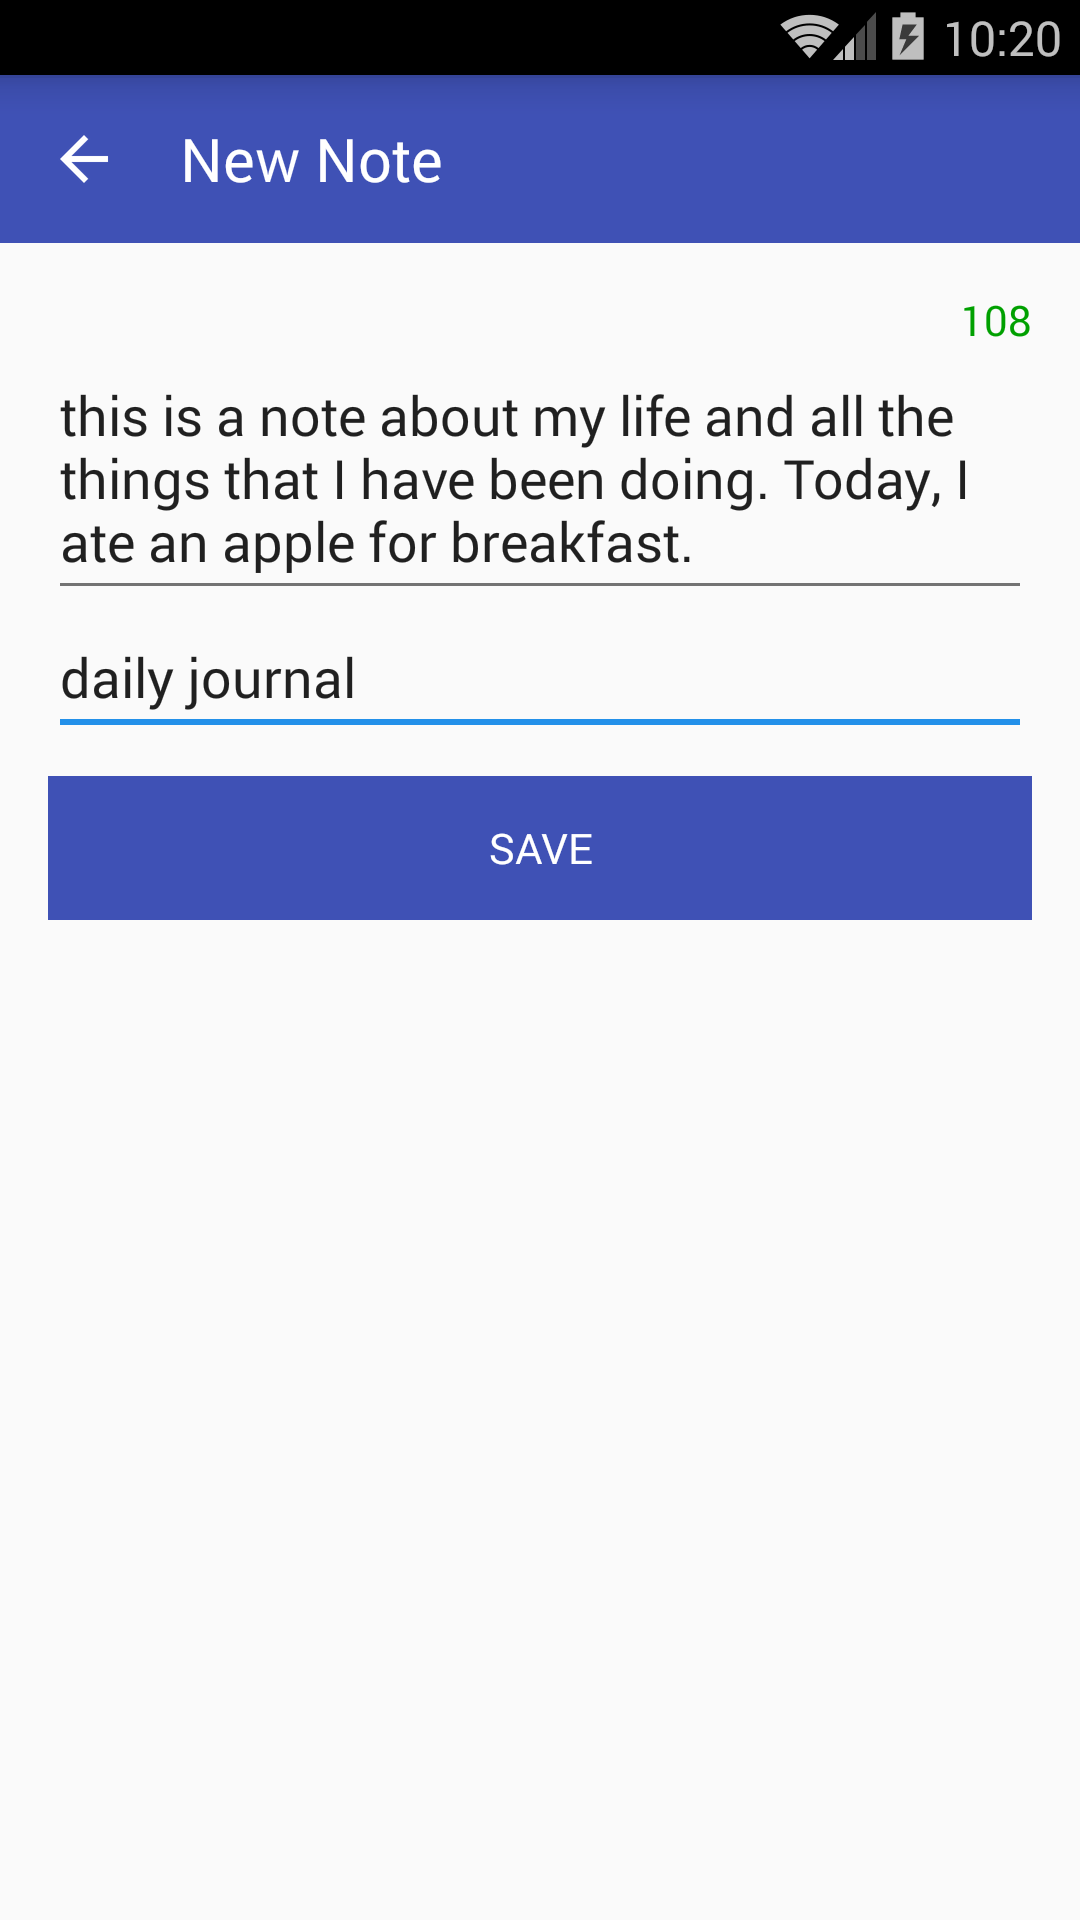 10:20
New Note
108
this is a note about my life and all the
things that I have been doing. Today, I
ate an apple for breakfast.
daily journal
SAVE